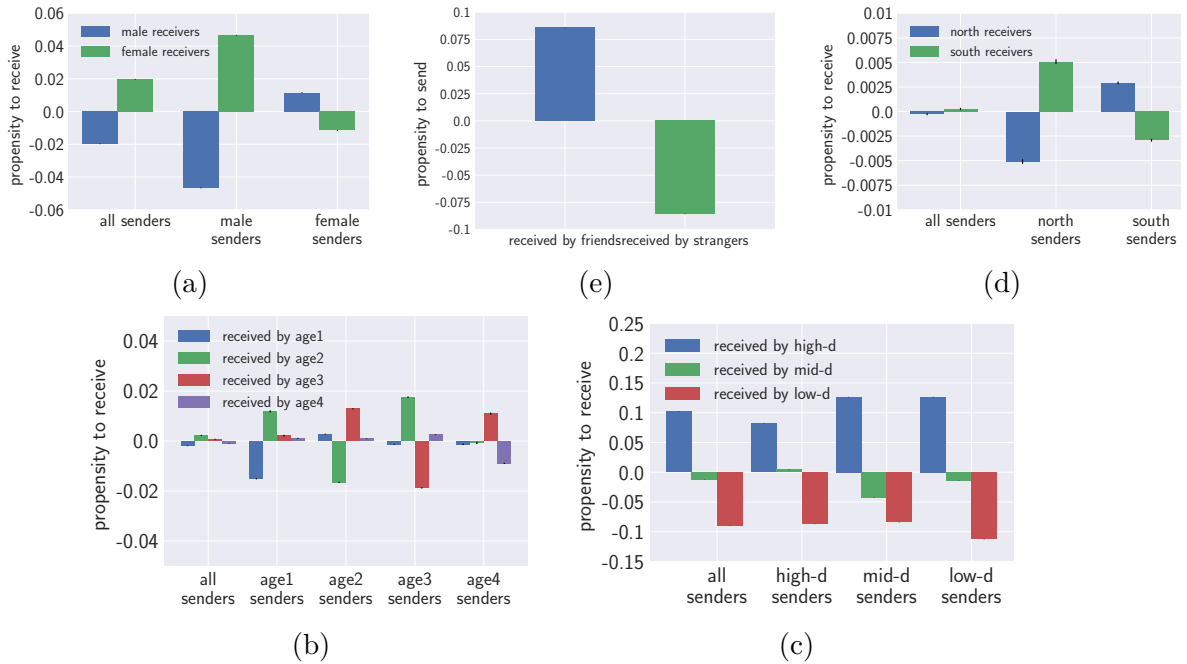 0.06
0.04
0.02
0.0
-0.02
-0.04
-0.06
propensity to receive
male receivers
female receivers
all senders
male
senders
female
senders
(a)
0.1
0.075
0.05
0.025
0.0
-0.025
-0.05
-0.075
-0.1
propensity to send
received by friends
received by strangers
(e)
0.01
0.0075
0.005
0.0025
0.0
-0.0025
-0.005
-0.0075
-0.01
propensity to receive
north receivers
south receivers
all senders
north
senders
south
senders
(d)
0.04
0.02
0.0
-0.02
-0.04
propensity to receive
received by age1
received by age2
received by age3
received by age4
all
senders
age1
senders
age2
senders
age3
senders
age4
senders
(b)
0.25
0.2
0.15
0.1
0.05
0.0
-0.05
-0.1
-0.15
propensity to receive
received by high-d
received by mid-d
received by low-d
all
senders
high-d
senders
mid-d
senders
low-d
senders
(c)